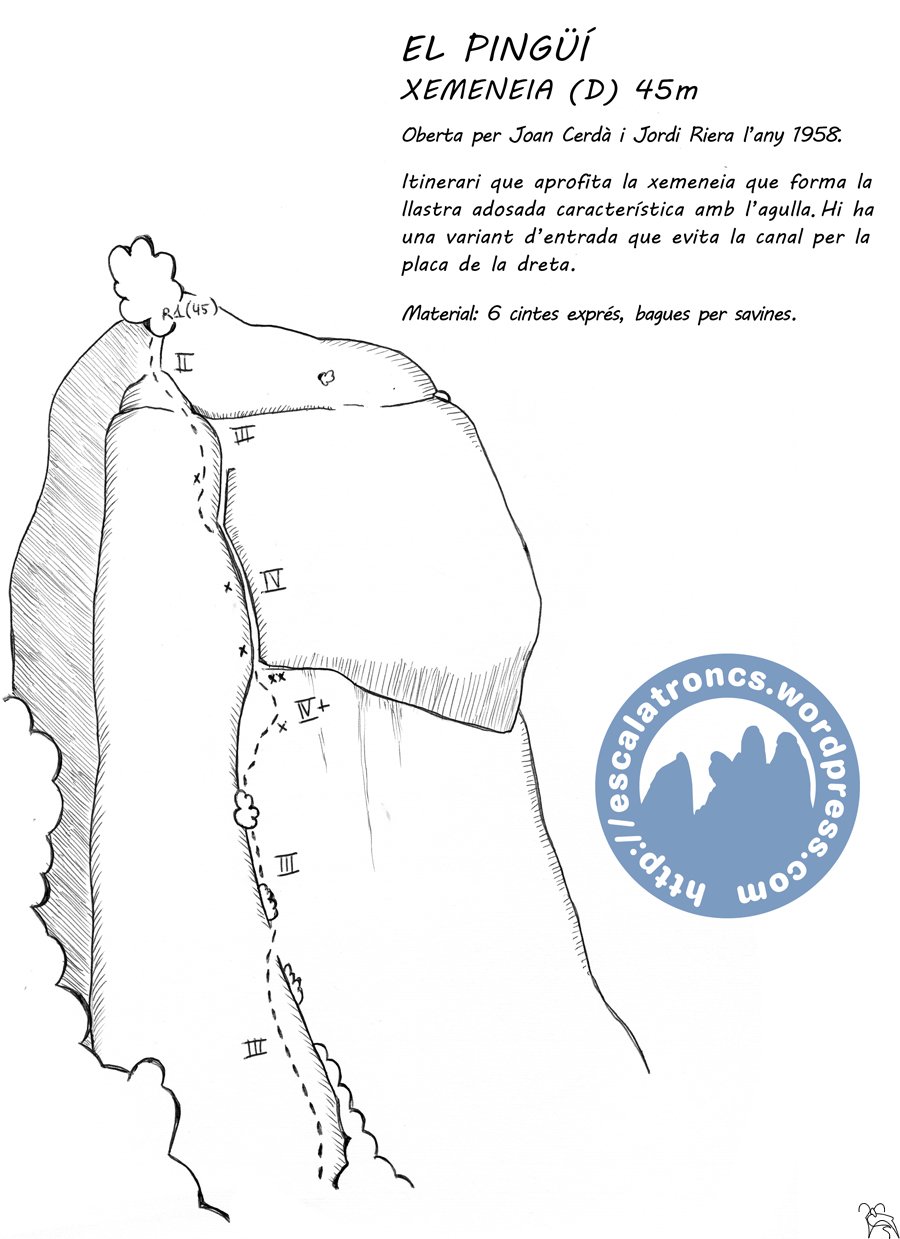 EL PINGÜÍ
XEMENEIA (D) 45m
Oberta per Joan Cerdà i Jordi Riera l'any 1958.
Itinerari que aprofita la xemeneia que forma la
llastra adosada característica amb l'agulla. Hi ha
una variant d'entrada que evita la canal per la
placa de la dreta.
Material: 6 cintes exprés, bagues per savines.
R1(45)
II
III
IV
IV+
III
III
http://escalatroncs.wordpress.com